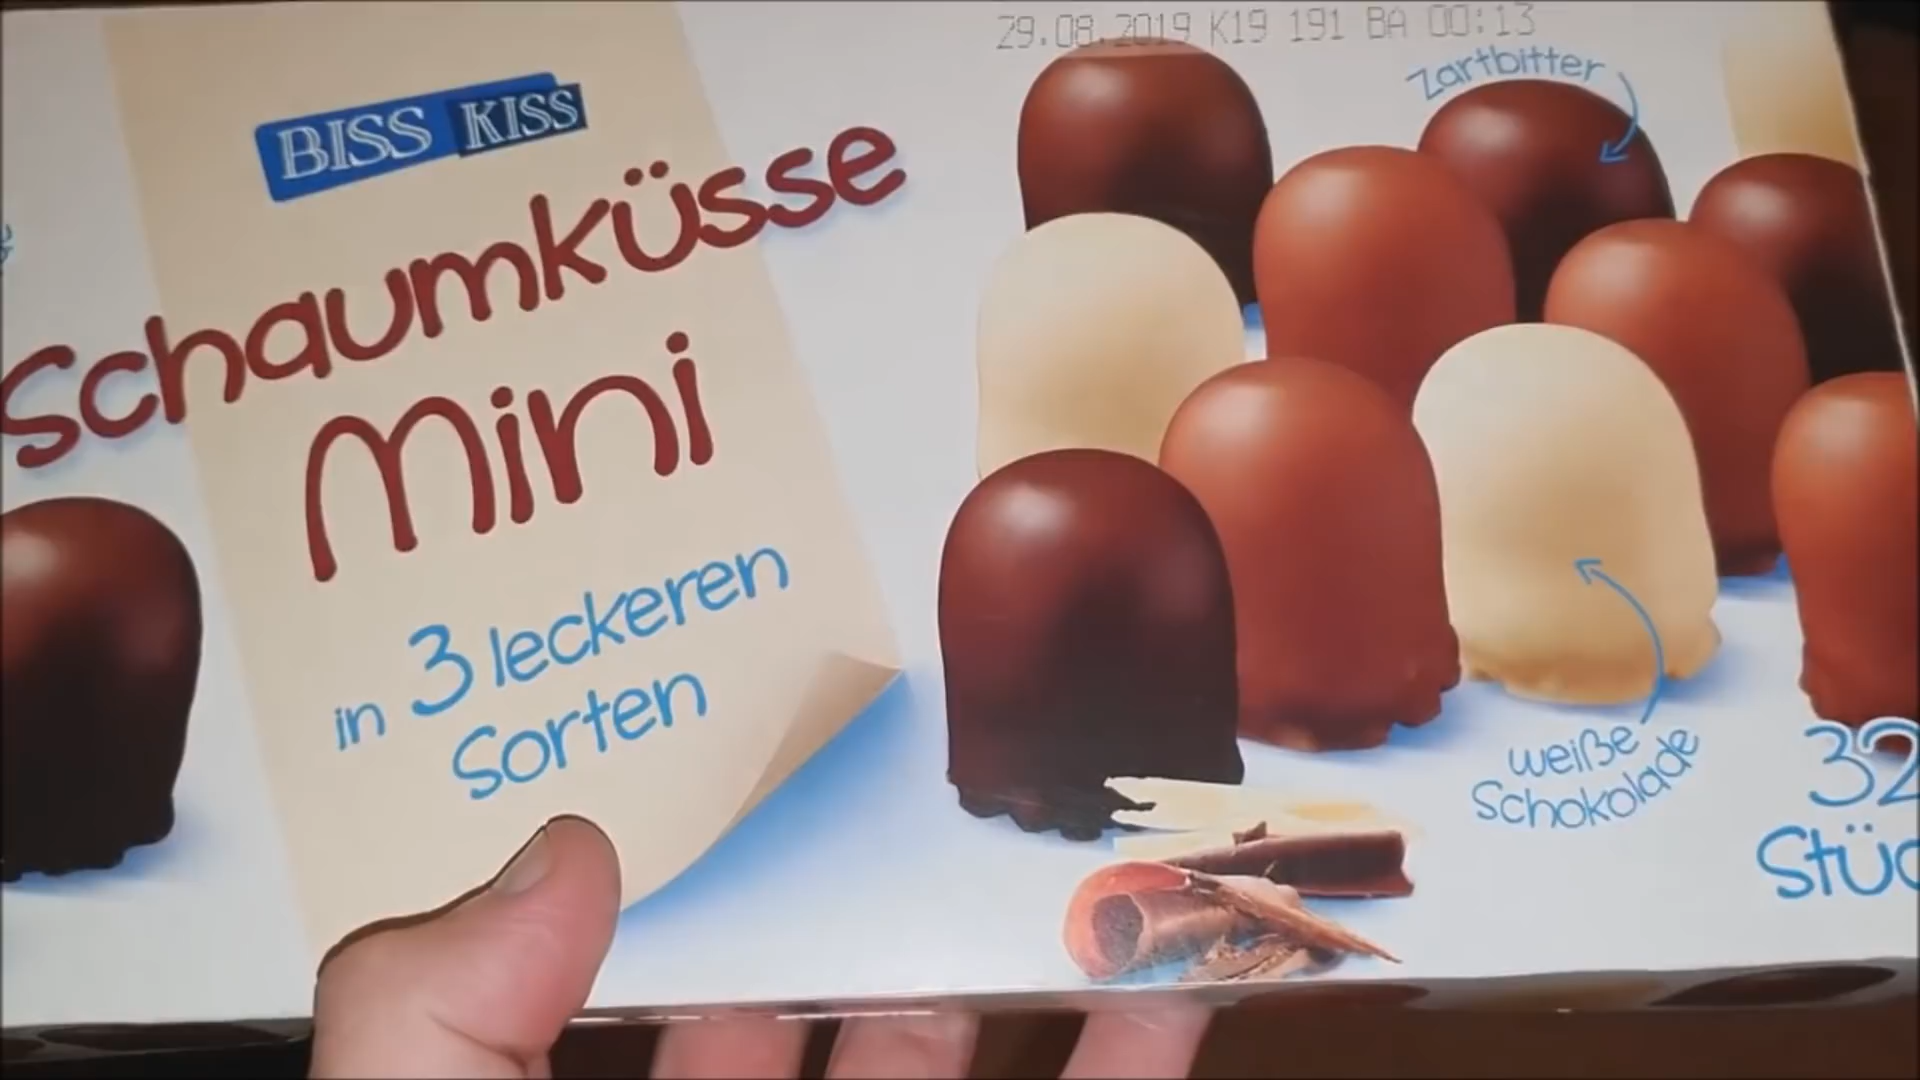 29.08.2019 K19 191 BA 00:13
BISS KISS
Schaumküsse
Mini
in 3 leckeren
Sorten
Zartbitter
weiße
Schokolade
32